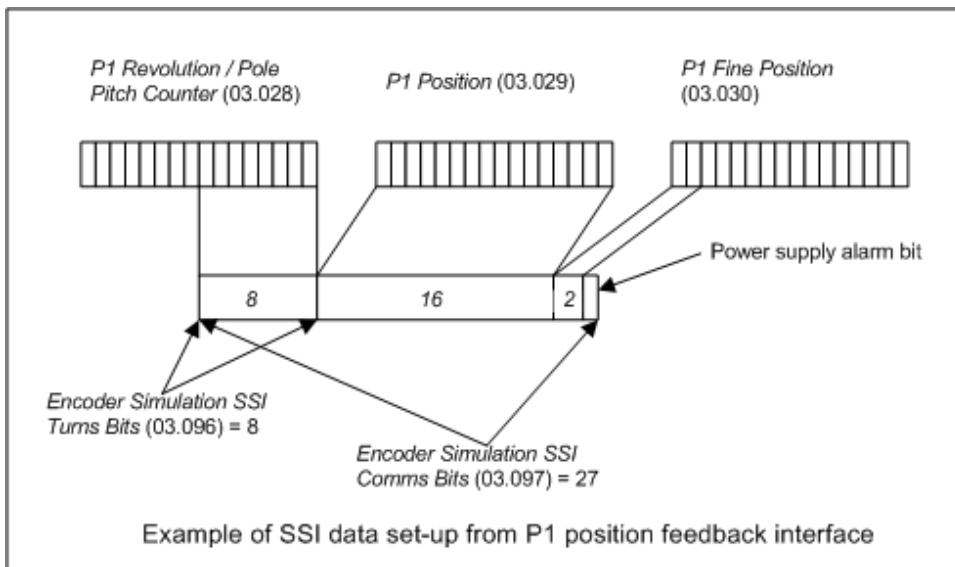 P1 Revolution / Pole
Pitch Counter (03.028)
P1 Position (03.029)
P1 Fine Position
(03.030)
Power supply alarm bit
8
16
2
Encoder Simulation SSI
Turns Bits (03.096) = 8
Encoder Simulation SSI
Comms Bits (03.097) = 27
Example of SSI data set-up from P1 position feedback interface